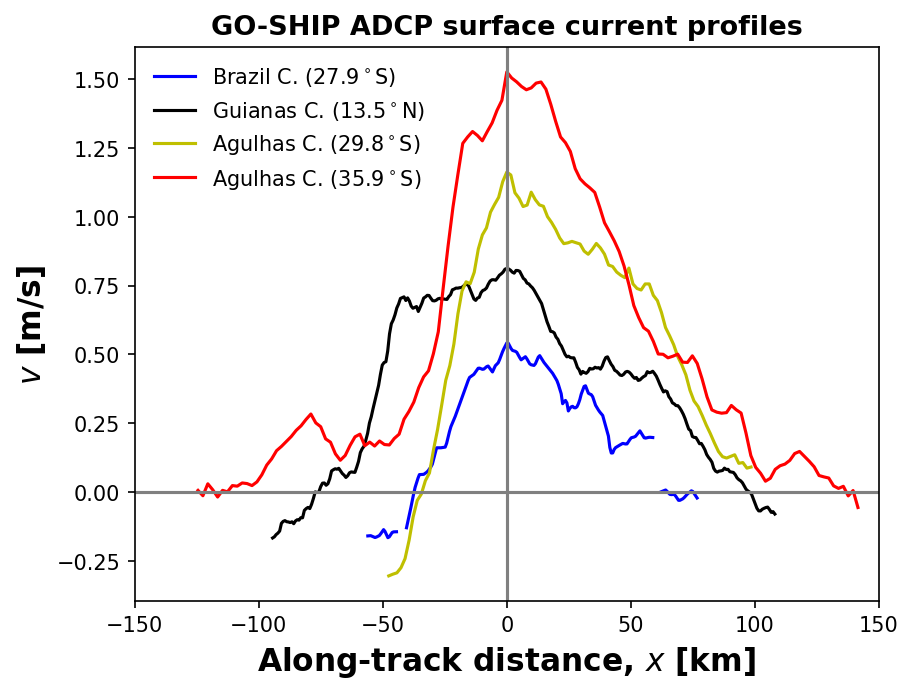 GO-SHIP ADCP surface current profiles
Brazil C. (27.9°S)
Guianas C. (13.5°N)
Agulhas C. (29.8°S)
Agulhas C. (35.9°S)
1.50
1.25
1.00
0.75
0.50
0.25
0.00
−0.25
v [m/s]
−150 −100 −50 0 50 100 150
Along-track distance, x [km]